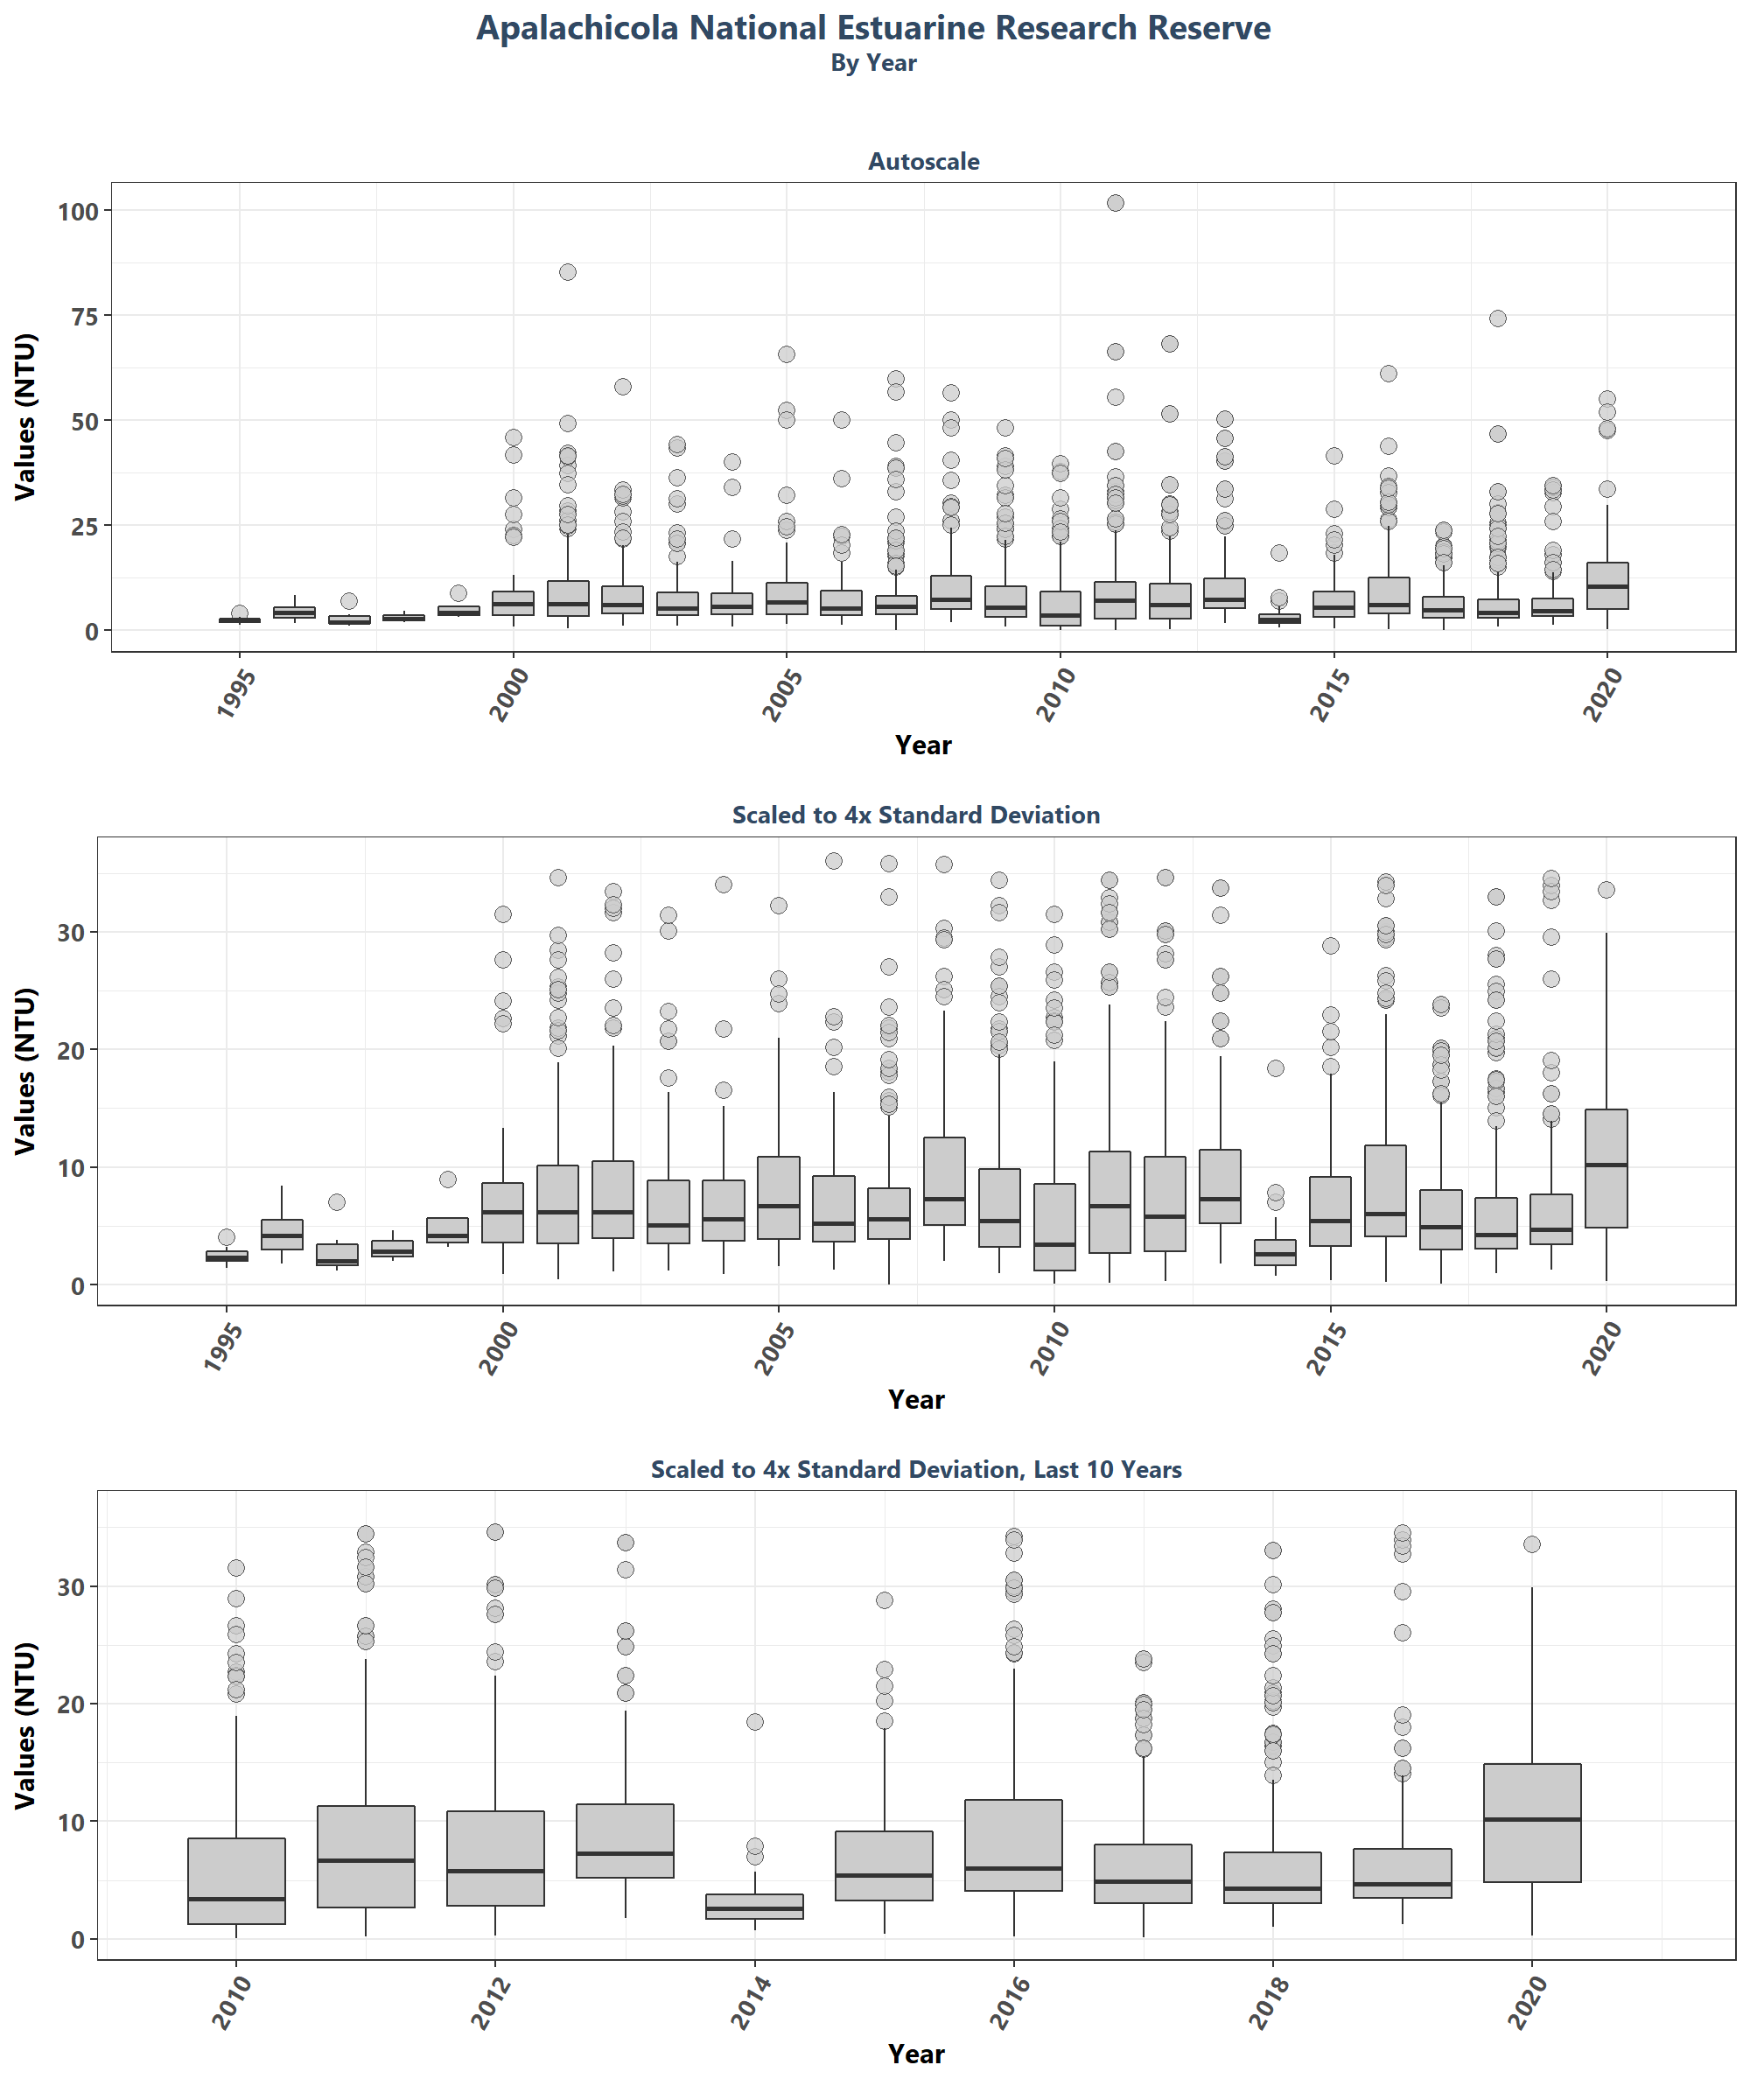 Apalachicola National Estuarine Research Reserve
By Year
Autoscale
Values (NTU)
100
75
50
25
0
1995
2000
2005
2010
2015
2020
Year
Scaled to 4x Standard Deviation
Values (NTU)
30
20
10
0
1995
2000
2005
2010
2015
2020
Year
Scaled to 4x Standard Deviation, Last 10 Years
Values (NTU)
30
20
10
0
2010
2012
2014
2016
2018
2020
Year